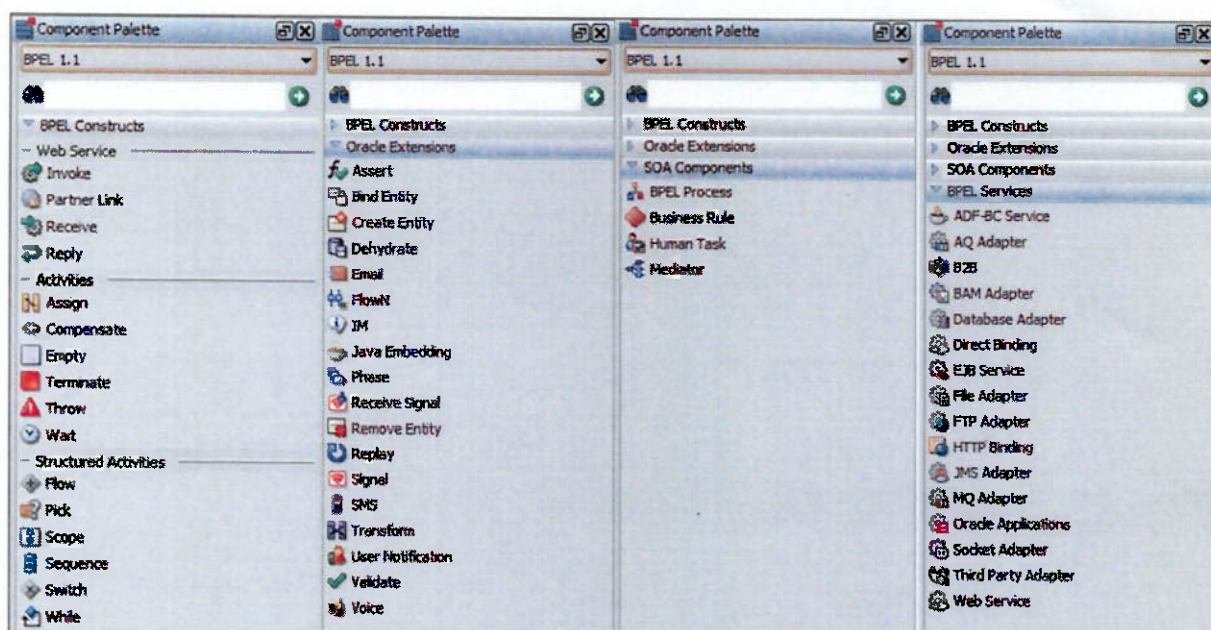 Component Palette
BPEL 1.1
BPEL Constructs
Web Service
Invoke
Partner Link
Receive
Reply
Activities
Assign
Compensate
Empty
Terminate
Throw
Wait
Structured Activities
Flow
Pick
Scope
Sequence
Switch
While
Component Palette
BPEL 1.1
BPEL Constructs
Oracle Extensions
Assert
Bind Entity
Create Entity
Dehydrate
Email
FlowN
IM
Java Embedding
Phase
Receive Signal
Remove Entity
Replay
Signal
SMS
Transform
User Notification
Validate
Voice
Component Palette
BPEL 1.1
BPEL Constructs
Oracle Extensions
SOA Components
BPEL Process
Business Rule
Human Task
Mediator
Component Palette
BPEL 1.1
BPEL Constructs
Oracle Extensions
SOA Components
BPEL Services
ADF-BC Service
AQ Adapter
B2B
BAM Adapter
Database Adapter
Direct Binding
EJB Service
File Adapter
FTP Adapter
HTTP Binding
JMS Adapter
MQ Adapter
Oracle Applications
Socket Adapter
Third Party Adapter
Web Service